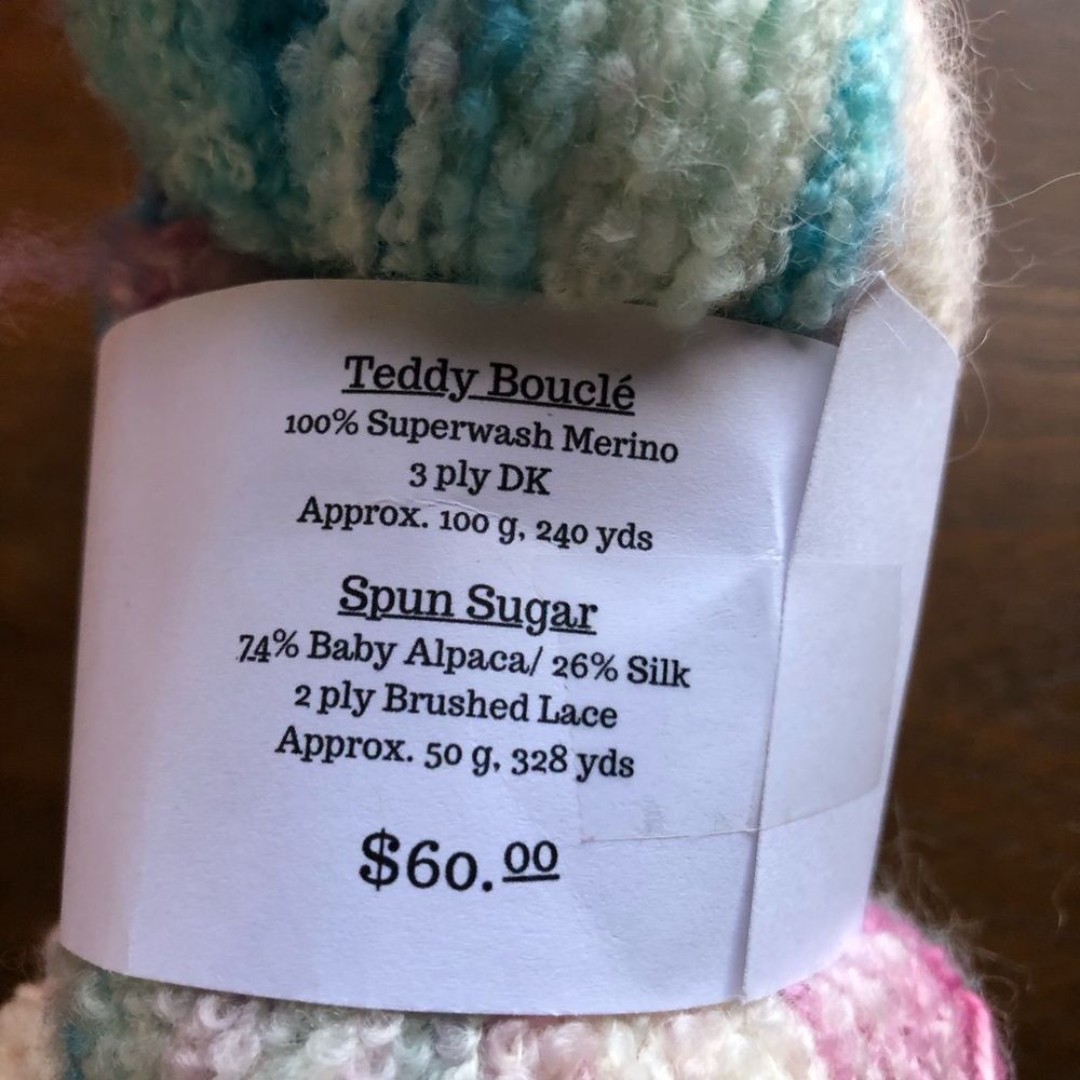 Teddy Bouclé
100% Superwash Merino
3 ply DK
Approx. 100 g, 240 yds
Spun Sugar
74% Baby Alpaca/ 26% Silk
2 ply Brushed Lace
Approx. 50 g, 328 yds
$60.00